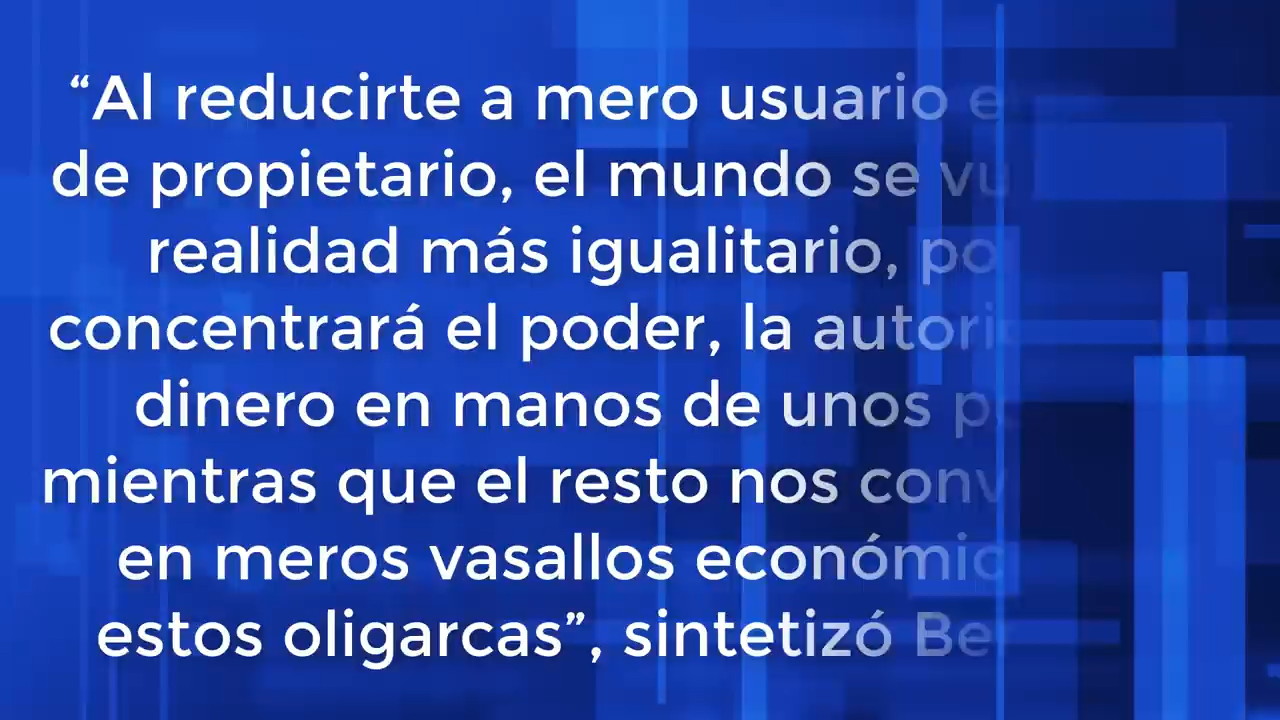 “Al reducirte a mero usuario
de propietario, el mundo se
realidad más igualitario,
concentrará el poder, la
dinero en manos de unos
mientras que el resto nos
en meros vasallos
estos oligarcas”, sintetizó